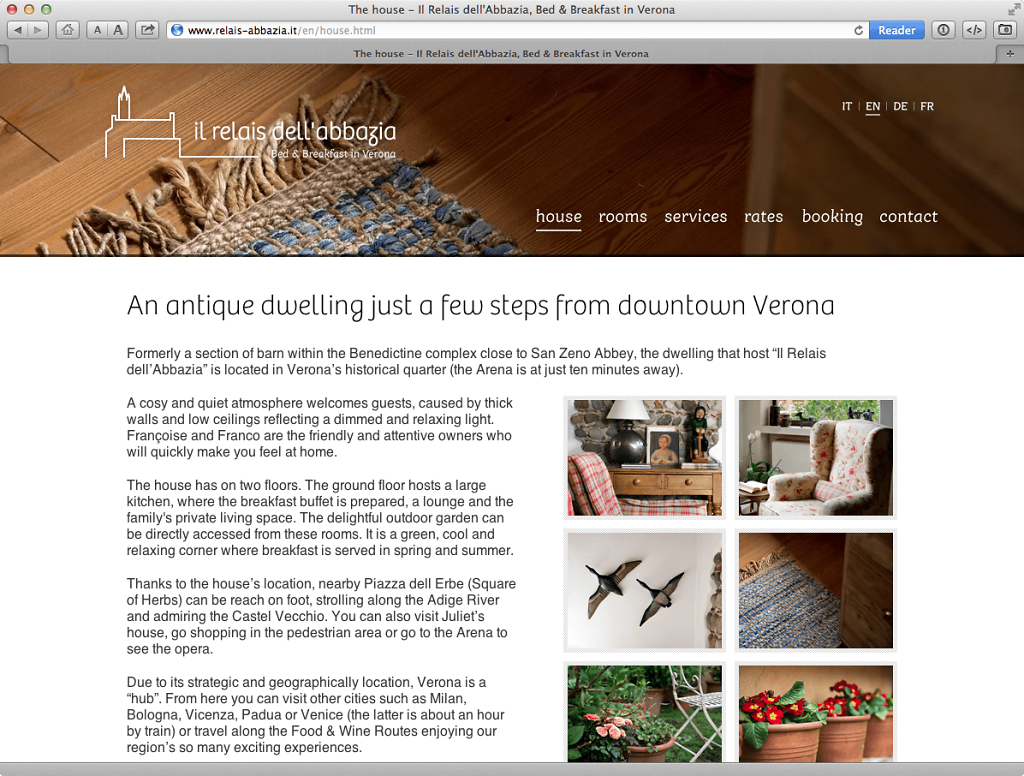 The house – Il Relais dell'Abbazia, Bed & Breakfast in Verona
A A
www.relais-abbazia.it/en/house.html
Reader
The house – Il Relais dell'Abbazia, Bed & Breakfast in Verona
il relais dell'abbazia
Bed & Breakfast in Verona
IT | EN | DE | FR
house rooms services rates booking contact
An antique dwelling just a few steps from downtown Verona
Formerly a section of barn within the Benedictine complex close to San Zeno Abbey, the dwelling that host “Il Relais
dell’Abbazia” is located in Verona’s historical quarter (the Arena is at just ten minutes away).
A cosy and quiet atmosphere welcomes guests, caused by thick
walls and low ceilings reflecting a dimmed and relaxing light.
Françoise and Franco are the friendly and attentive owners who
will quickly make you feel at home.
The house has on two floors. The ground floor hosts a large
kitchen, where the breakfast buffet is prepared, a lounge and the
family's private living space. The delightful outdoor garden can
be directly accessed from these rooms. It is a green, cool and
relaxing corner where breakfast is served in spring and summer.
Thanks to the house’s location, nearby Piazza dell Erbe (Square
of Herbs) can be reach on foot, strolling along the Adige River
and admiring the Castel Vecchio. You can also visit Juliet’s
house, go shopping in the pedestrian area or go to the Arena to
see the opera.
Due to its strategic and geographically location, Verona is a
“hub”. From here you can visit other cities such as Milan,
Bologna, Vicenza, Padua or Venice (the latter is about an hour
by train) or travel along the Food & Wine Routes enjoying our
region’s so many exciting experiences.